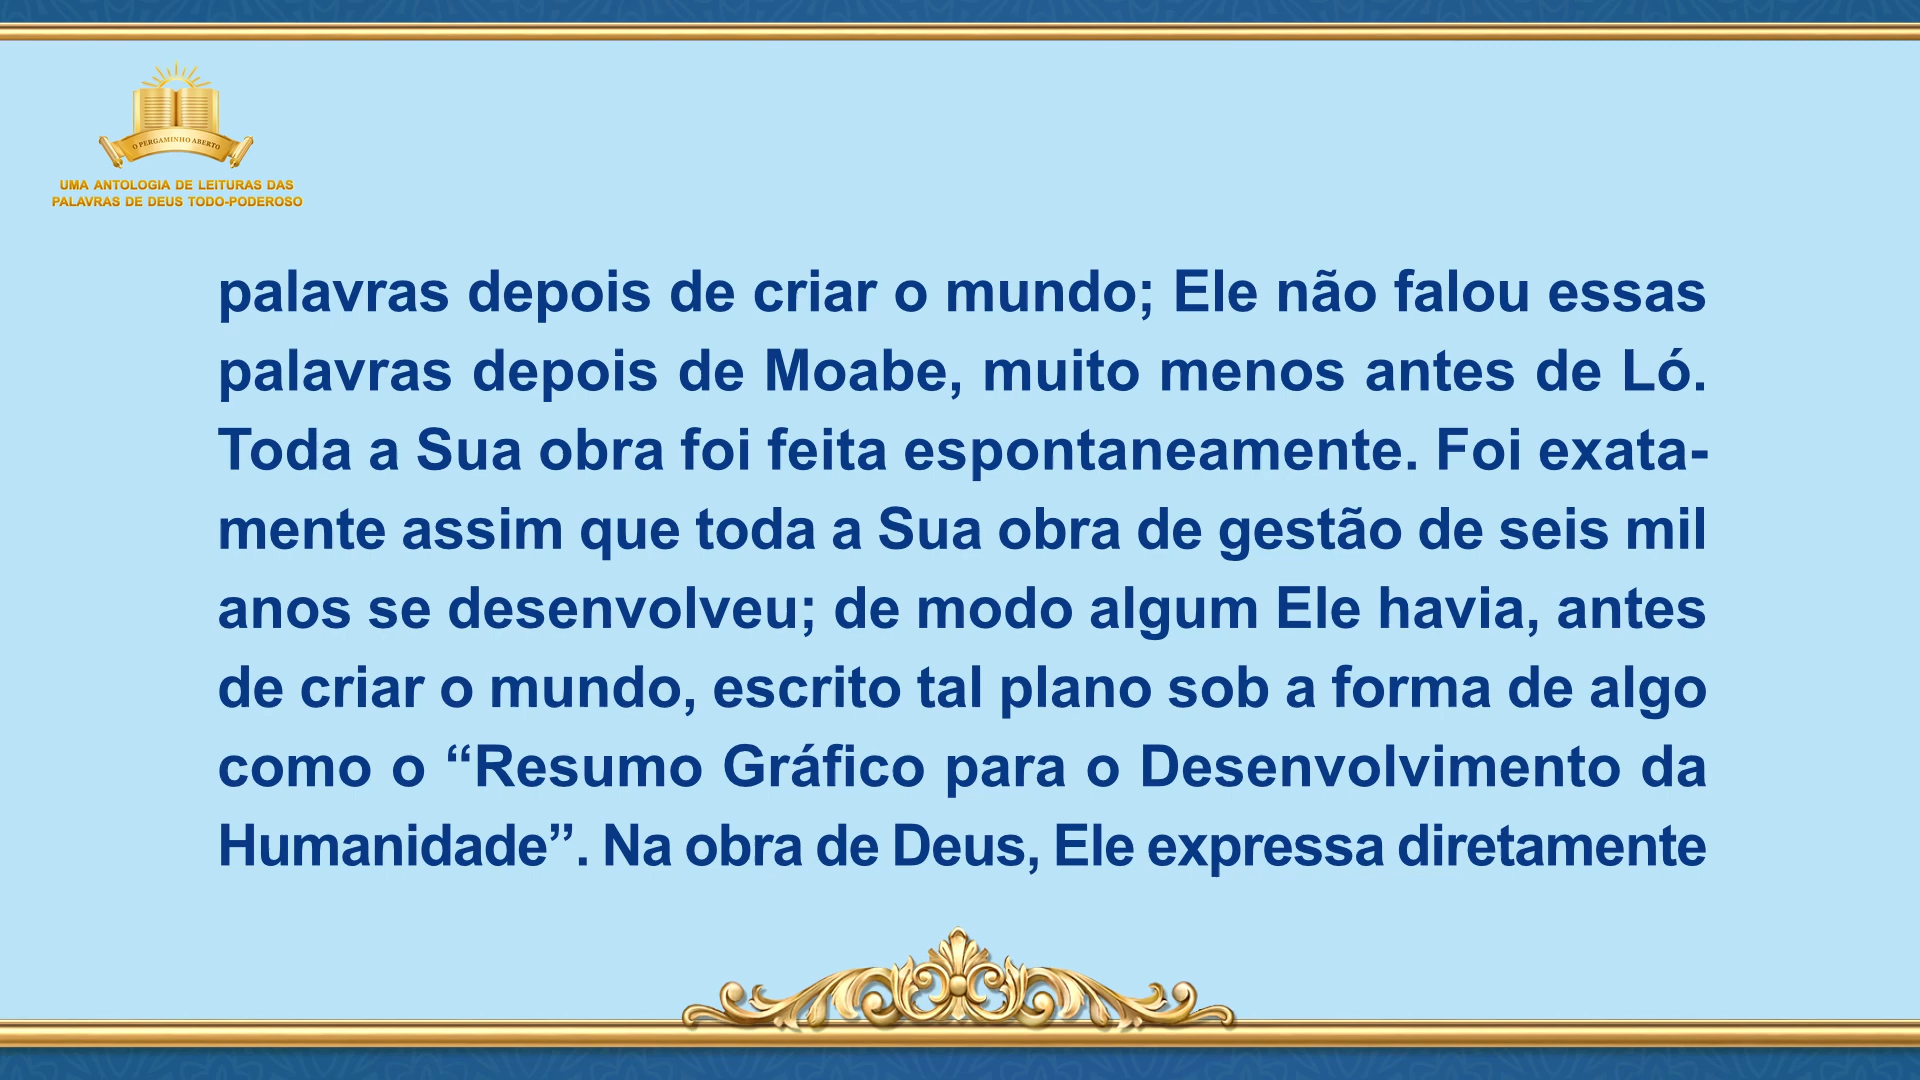 O PERGAMINHO ABERTO
UMA ANTOLOGIA DE LEITURAS DAS
PALAVRAS DE DEUS TODO-PODEROSO
palavras depois de criar o mundo; Ele não falou essas
palavras depois de Moabe, muito menos antes de Ló.
Toda a Sua obra foi feita espontaneamente. Foi exata-
mente assim que toda a Sua obra de gestão de seis mil
anos se desenvolveu; de modo algum Ele havia, antes
de criar o mundo, escrito tal plano sob a forma de algo
como o “Resumo Gráfico para o Desenvolvimento da
Humanidade”. Na obra de Deus, Ele expressa diretamente